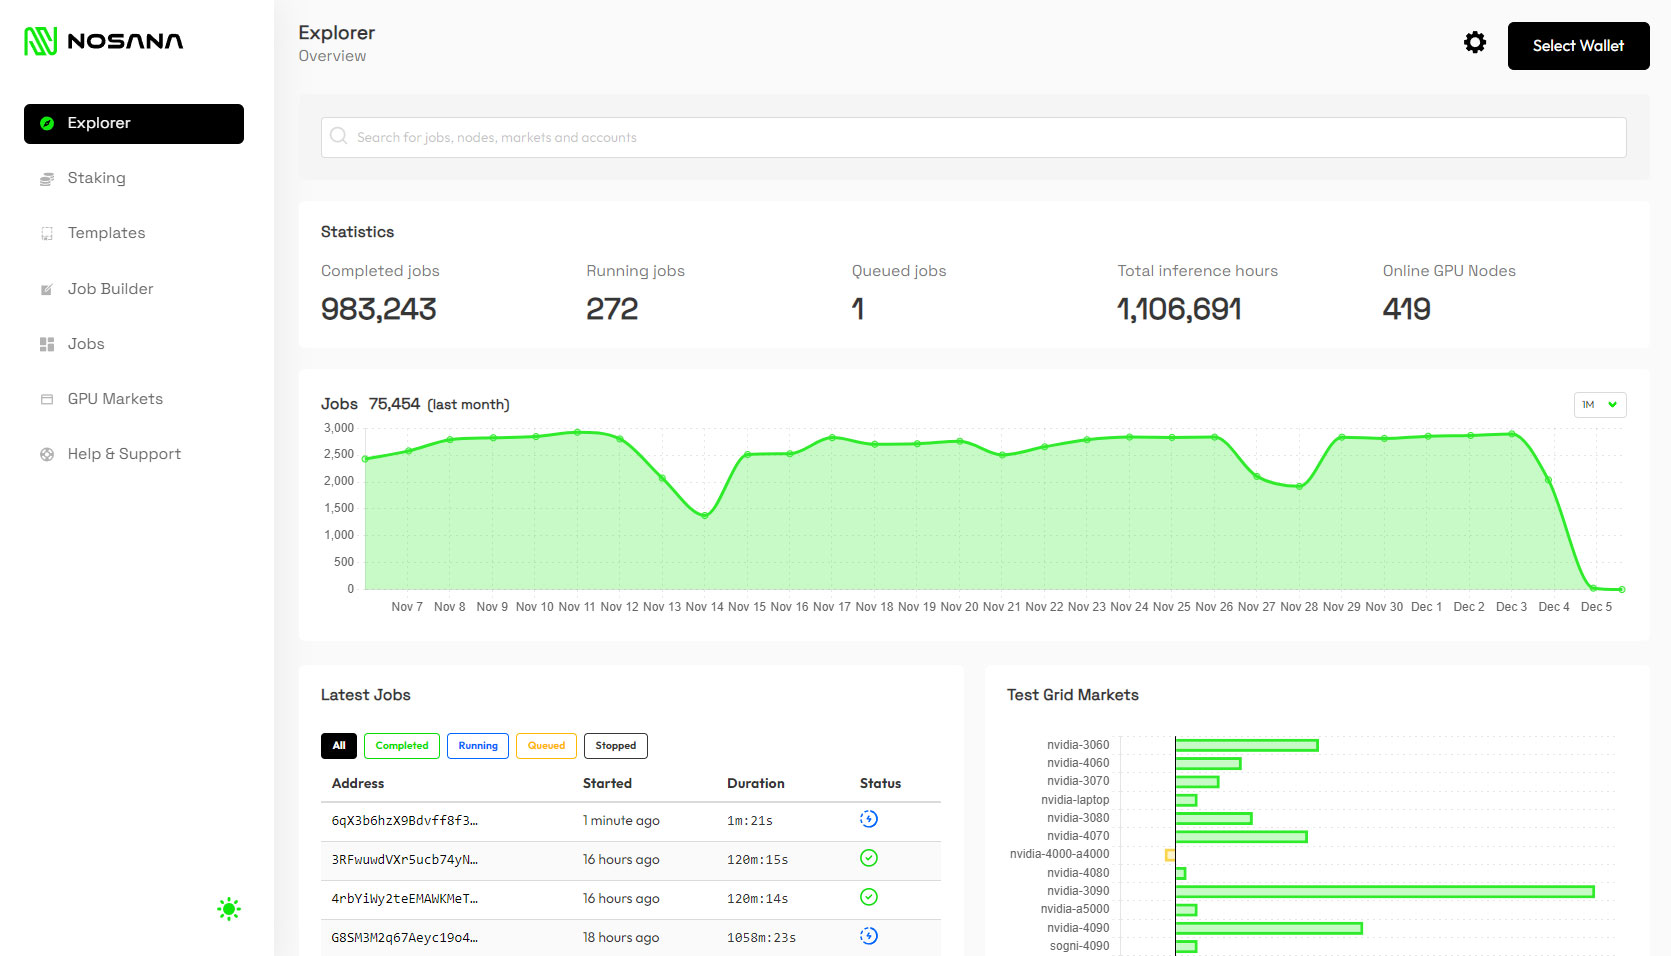 NOSANA
Explorer
Staking
Templates
Job Builder
Jobs
GPU Markets
Help & Support
Explorer
Overview
Select Wallet
Search for jobs, nodes, markets and accounts
Statistics
Completed jobs
983,243
Running jobs
272
Queued jobs
1
Total inference hours
1,106,691
Online GPU Nodes
419
Jobs 75,454 (last month)
1M
3,000
2,500
2,000
1,500
1,000
500
0
Nov 7 Nov 8 Nov 9 Nov 10 Nov 11 Nov 12 Nov 13 Nov 14 Nov 15 Nov 16 Nov 17 Nov 18 Nov 19 Nov 20 Nov 21 Nov 22 Nov 23 Nov 24 Nov 25 Nov 26 Nov 27 Nov 28 Nov 29 Nov 30 Dec 1 Dec 2 Dec 3 Dec 4 Dec 5
Latest Jobs
All Completed Running Queued Stopped
Address Started Duration Status
6qX3b6hzX9Bdvff8f3… 1 minute ago 1m:21s
3RFwuwdVXr5ucb74yN… 16 hours ago 120m:15s
4rbYiWy2teEMAWKMeT… 16 hours ago 120m:14s
G8SM3M2q67Aeyc19o4… 18 hours ago 1058m:23s
Test Grid Markets
nvidia-3060
nvidia-4060
nvidia-3070
nvidia-laptop
nvidia-3080
nvidia-4070
nvidia-4000-a4000
nvidia-4080
nvidia-3090
nvidia-a5000
nvidia-4090
sogni-4090